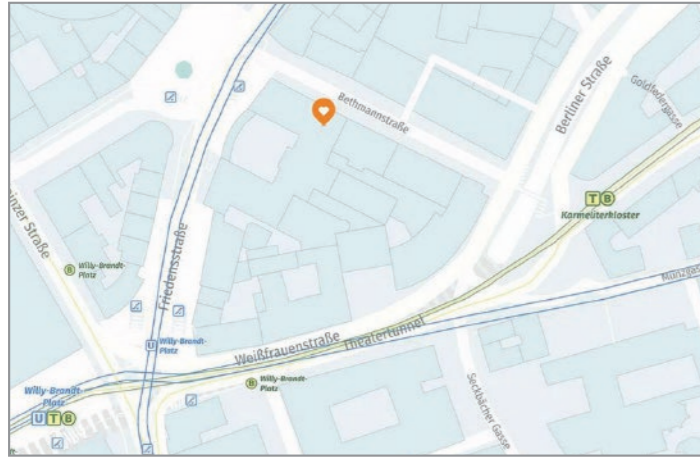 Bethmannstraße
Berliner Straße
Goldfedergasse
T B
Karmeliterkloster
inzer Straße
Friedensstraße
B Willy-Brandt-
Platz
Münzgas
U Willy-Brandt-
Platz
Weißfrauenstraße
Theatertunnel
B Willy-Brandt-
Platz
Seckbächer Gasse
Willy-Brandt-
Platz
U T B